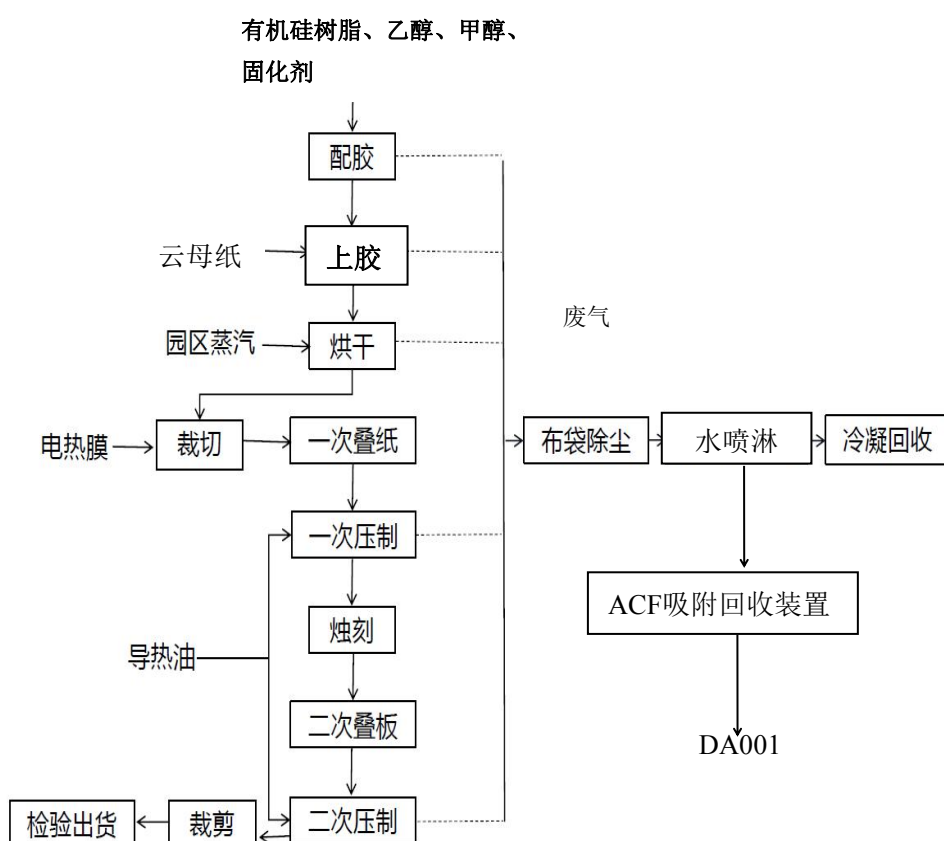 有机硅树脂、乙醇、甲醇、
固化剂
配胶
云母纸
上胶
废气
园区蒸汽
烘干
电热膜
裁切
一次叠纸
布袋除尘
水喷淋
冷凝回收
一次压制
ACF吸附回收装置
烛刻
导热油
二次叠板
DA001
检验出货
裁剪
二次压制